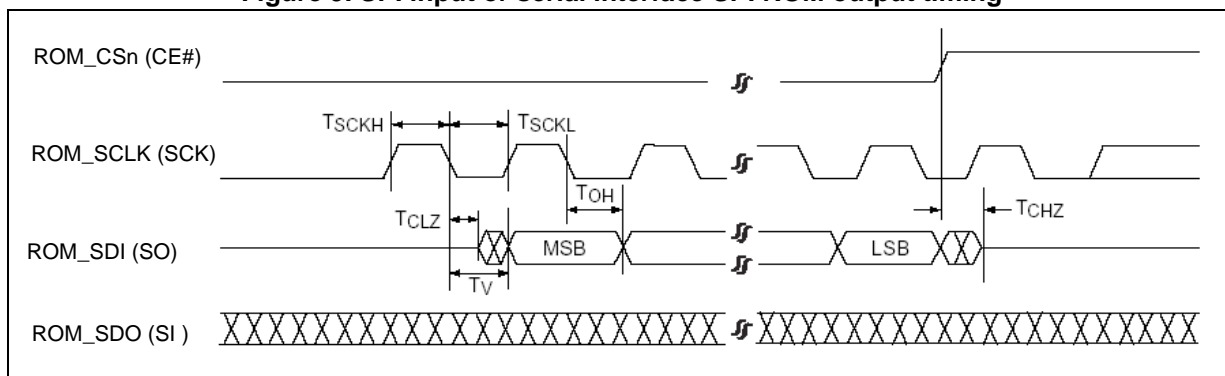 ROM_CSn (CE#)
TSCKH
TSCKL
ROM_SCLK (SCK)
TOH
TCHZ
TCLZ
ROM_SDI (SO)
MSB
LSB
TV
ROM_SDO (SI )